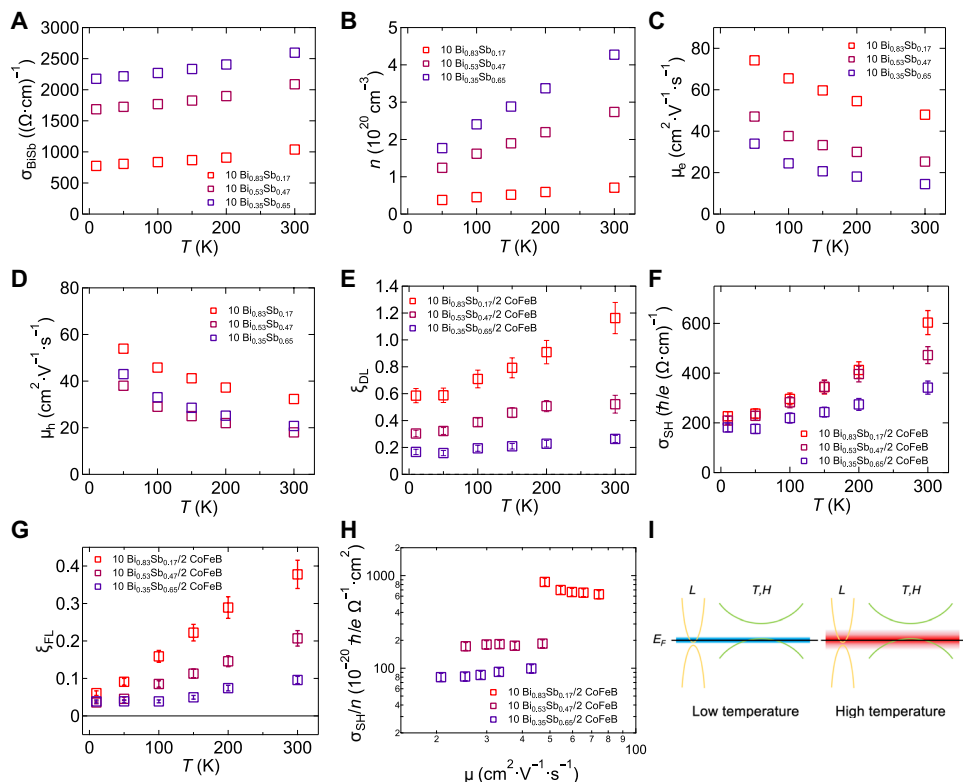 A
σBiSb ((Ω·cm)⁻¹)
3000
2500
2000
1500
1000
500
0
10 Bi0.83Sb0.17
10 Bi0.53Sb0.47
10 Bi0.35Sb0.65
0 100 200 300
T (K)
B
n (10²⁰ cm⁻³)
5
4
3
2
1
0
10 Bi0.83Sb0.17
10 Bi0.53Sb0.47
10 Bi0.35Sb0.65
0 100 200 300
T (K)
C
μe (cm²·V⁻¹·s⁻¹)
80
60
40
20
0
10 Bi0.83Sb0.17
10 Bi0.53Sb0.47
10 Bi0.35Sb0.65
0 100 200 300
T (K)
D
μh (cm²·V⁻¹·s⁻¹)
80
60
40
20
0
10 Bi0.83Sb0.17
10 Bi0.53Sb0.47
10 Bi0.35Sb0.65
0 100 200 300
T (K)
E
ξDL
1.4
1.2
1.0
0.8
0.6
0.4
0.2
0
10 Bi0.83Sb0.17/2 CoFeB
10 Bi0.53Sb0.47/2 CoFeB
10 Bi0.35Sb0.65/2 CoFeB
0 100 200 300
T (K)
F
σSH (ħ/e (Ω·cm)⁻¹)
600
400
200
0
10 Bi0.83Sb0.17/2 CoFeB
10 Bi0.53Sb0.47/2 CoFeB
10 Bi0.35Sb0.65/2 CoFeB
0 100 200 300
T (K)
G
ξFL
0.4
0.3
0.2
0.1
0
10 Bi0.83Sb0.17/2 CoFeB
10 Bi0.53Sb0.47/2 CoFeB
10 Bi0.35Sb0.65/2 CoFeB
0 100 200 300
T (K)
H
σSH/n (10⁻²⁰ ħ/e Ω⁻¹·cm²)
2
1000
8
6
4
2
100
8
6
4
2
10 Bi0.83Sb0.17/2 CoFeB
10 Bi0.53Sb0.47/2 CoFeB
10 Bi0.35Sb0.65/2 CoFeB
2 3 4 5 6 7 8 9 100
μ (cm²·V⁻¹·s⁻¹)
I
L T,H L T,H
EF
Low temperature High temperature